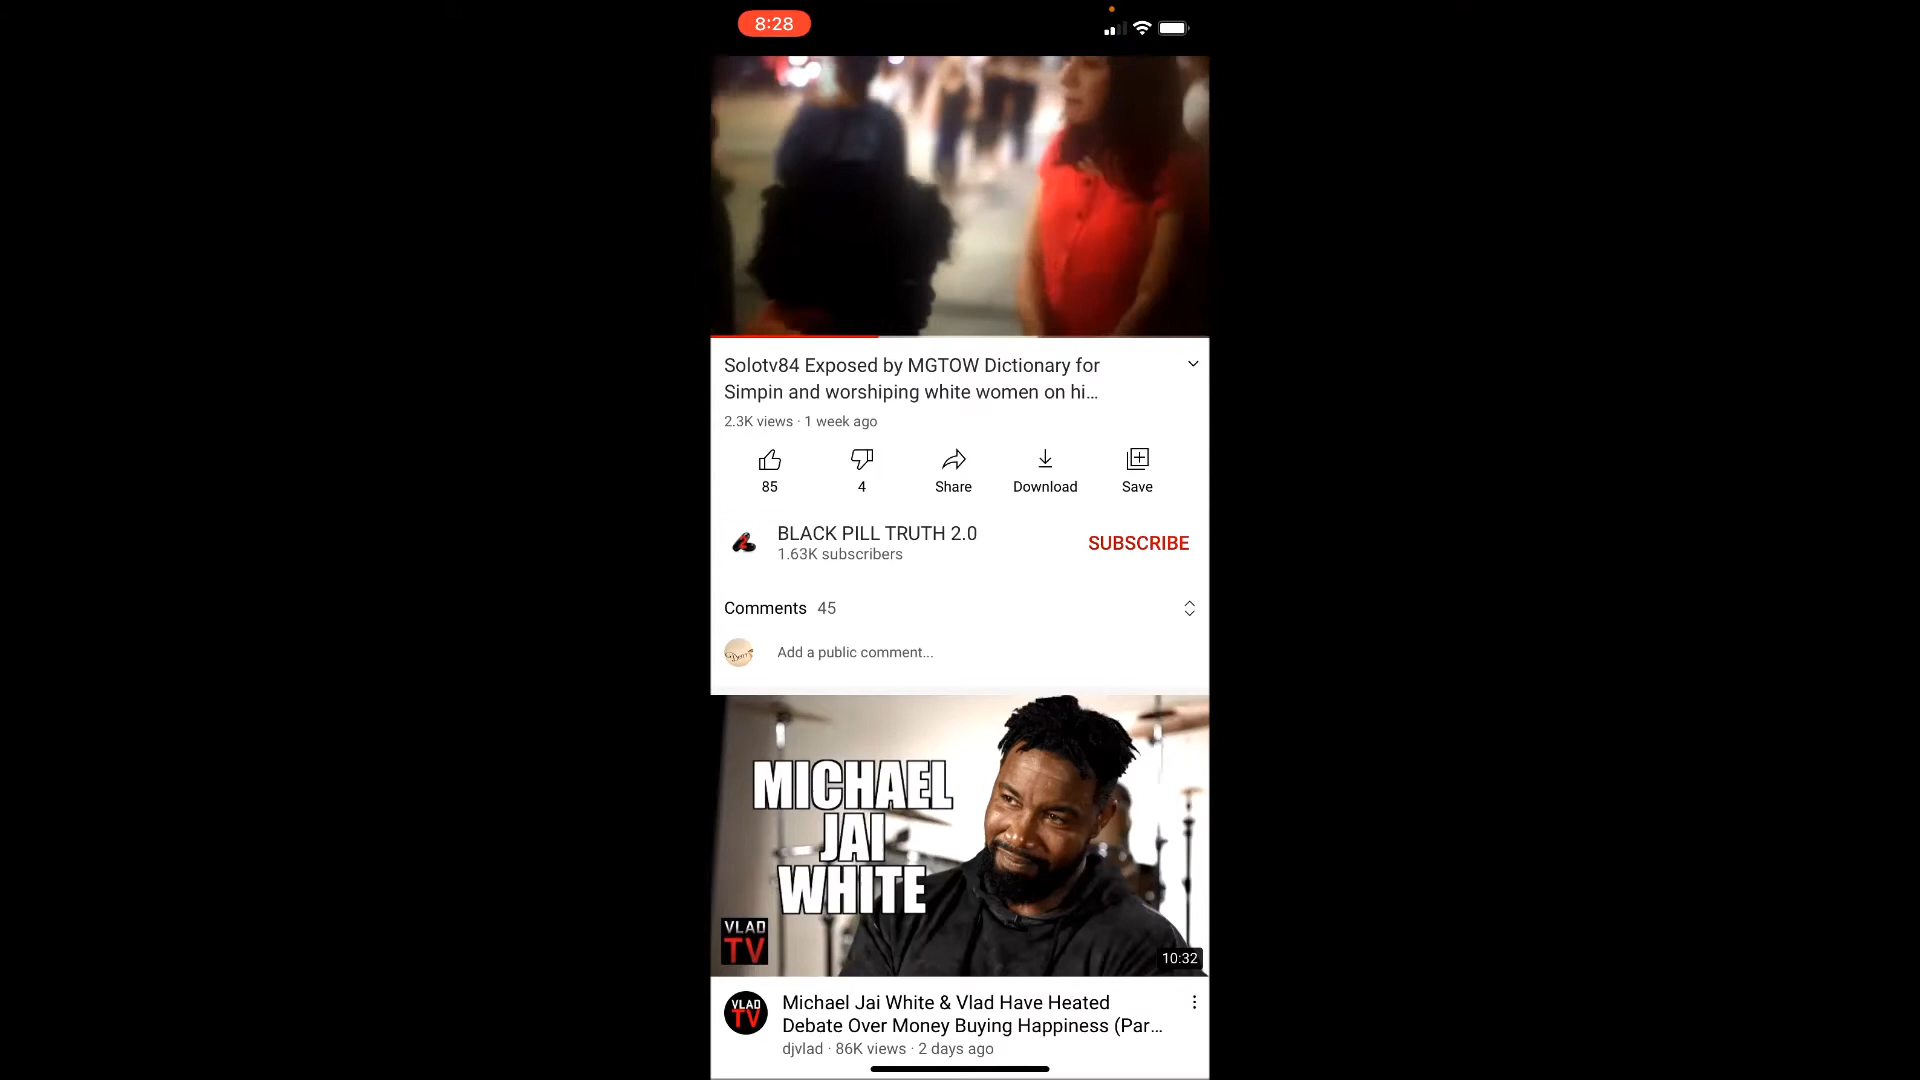 8:28
Solotv84 Exposed by MGTOW Dictionary for
Simpin and worshiping white women on hi...
2.3K views · 1 week ago
85
4
Share
Download
Save
BLACK PILL TRUTH 2.0
1.63K subscribers
SUBSCRIBE
Comments 45
Add a public comment...
MICHAEL
JAI
WHITE
VLAD
TV
10:32
VLAD
TV
Michael Jai White & Vlad Have Heated
Debate Over Money Buying Happiness (Par...
djvlad · 86K views · 2 days ago